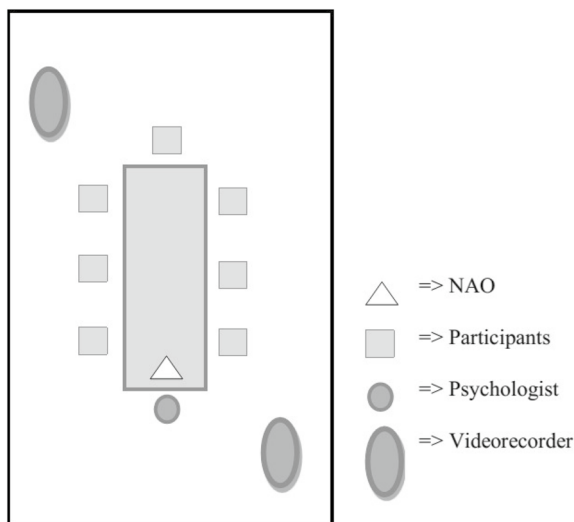 => NAO
=> Participants
=> Psychologist
=> Videorecorder